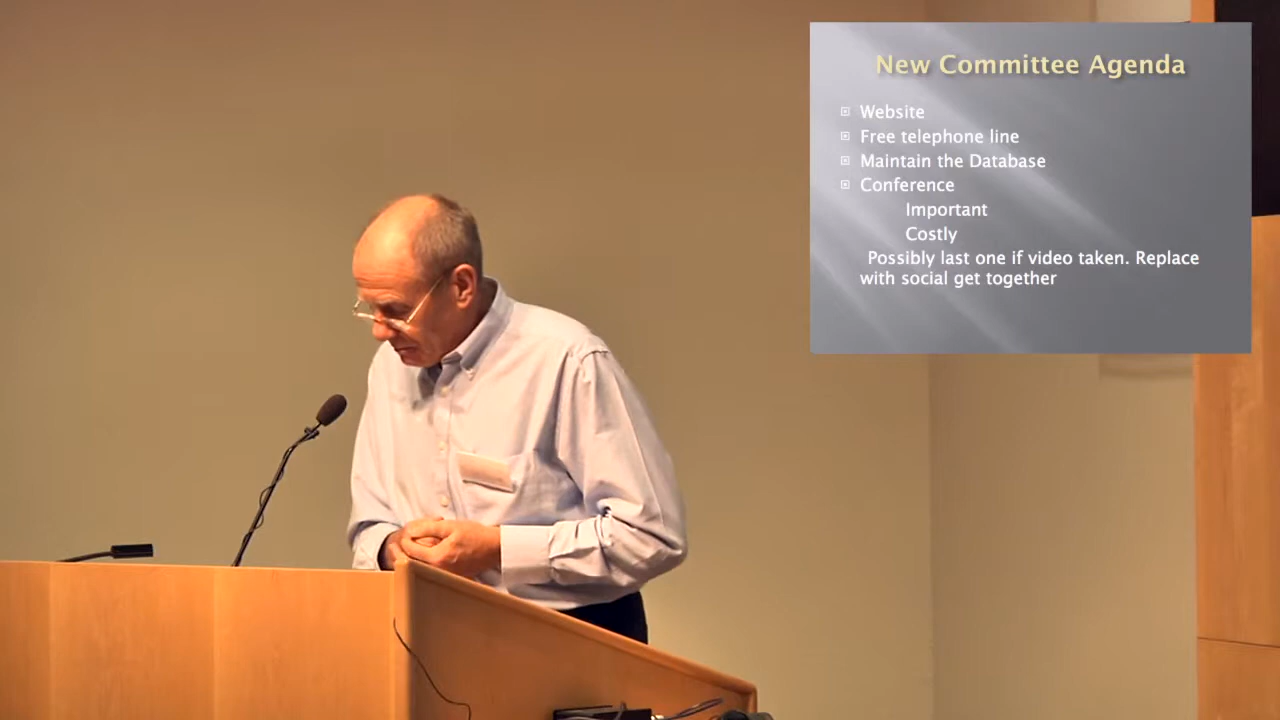 New Committee Agenda
Website
Free telephone line
Maintain the Database
Conference
Important
Costly
Possibly last one if video taken. Replace
with social get together